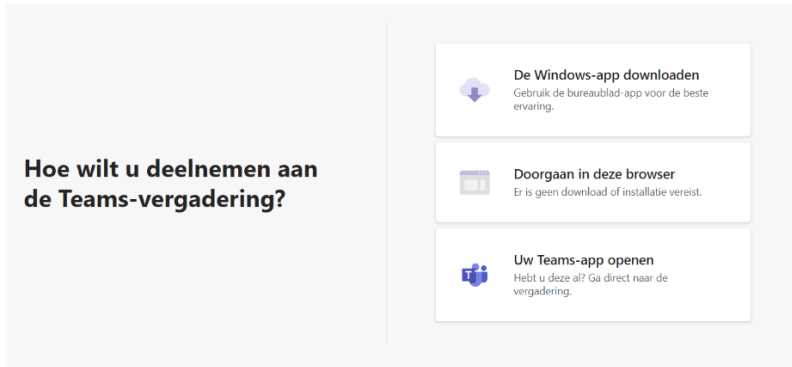 Hoe wilt u deelnemen aan
de Teams-vergadering?
De Windows-app downloaden
Gebruik de bureaublad-app voor de beste
ervaring.
Doorgaan in deze browser
Er is geen download of installatie vereist.
Uw Teams-app openen
Hebt u deze al? Ga direct naar de
vergadering.